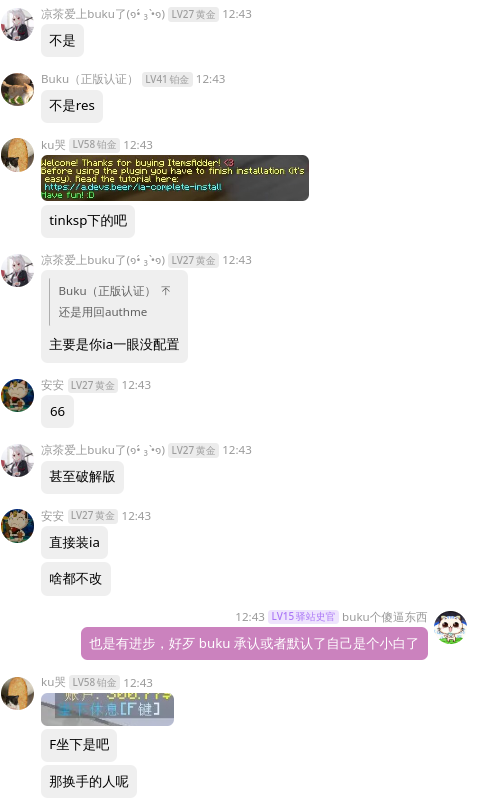 凉茶爱上buku了(ʚ•̀ ₃ •́ɞ) LV27 黄金 12:43
不是
Buku（正版认证） LV41 铂金 12:43
不是res
ku哭 LV58 铂金 12:43
Welcome! Thanks for buying ItemsAdder! <3
Before using the plugin you have to finish installation (it's
easy). Read the tutorial here:
https://a.devs.beer/ia-complete-install
Have fun! :D
tinksp下的吧
凉茶爱上buku了(ʚ•̀ ₃ •́ɞ) LV27 黄金 12:43
Buku（正版认证）
还是用回authme
主要是你ia一眼没配置
安安 LV27 黄金 12:43
66
凉茶爱上buku了(ʚ•̀ ₃ •́ɞ) LV27 黄金 12:43
甚至破解版
安安 LV27 黄金 12:43
直接装ia
啥都不改
12:43 LV15 驿站史官 buku个傻逼东西
也是有进步，好歹 buku 承认或者默认了自己是个小白了
ku哭 LV58 铂金 12:43
账户:
坐下休息[F键]
F坐下是吧
那换手的人呢